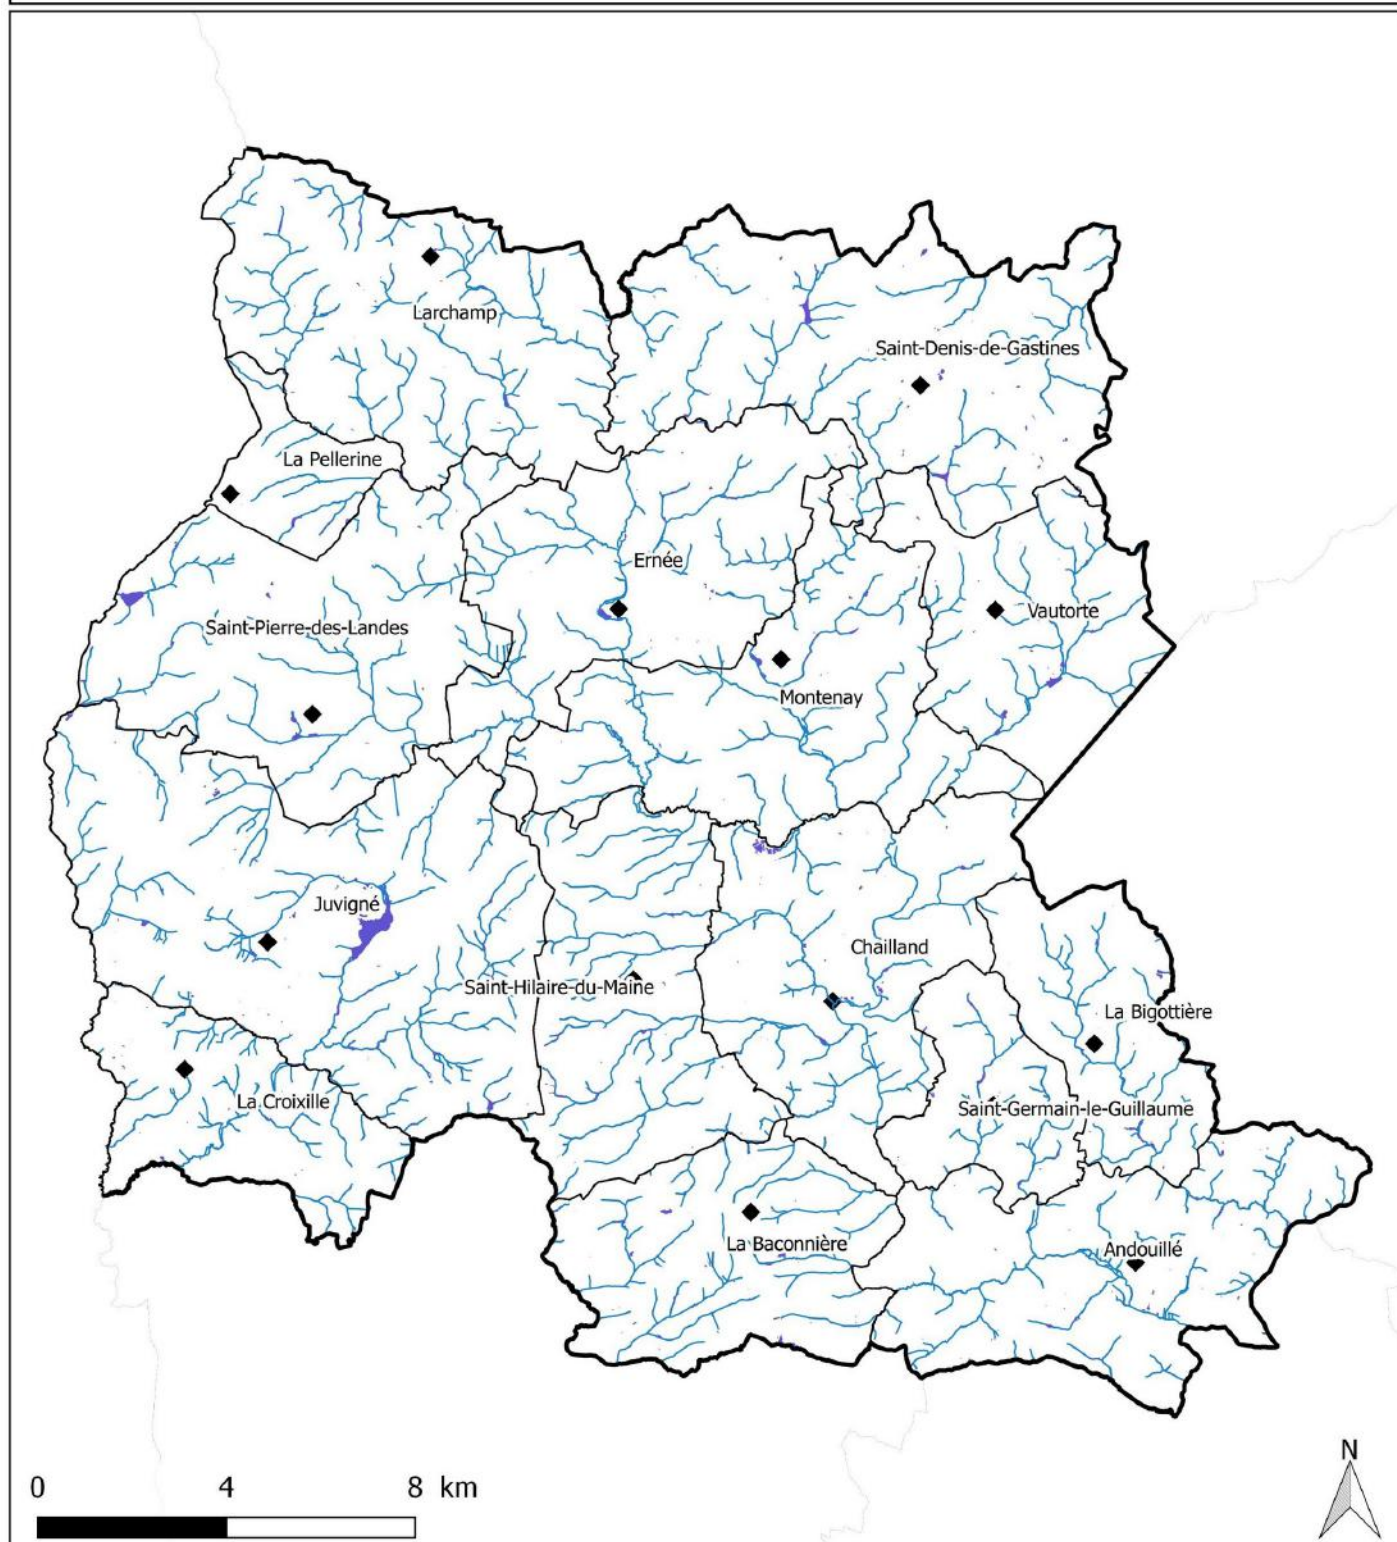 Larchamp
Saint-Denis-de-Gastines
La Pellerine
Ernée
Vautorte
Saint-Pierre-des-Landes
Montenay
Juvigné
Chailland
Saint-Hilaire-du-Maine
La Bigottière
La Croixille
Saint-Germain-le-Guillaume
La Baconnière
Andouillé
N
0 4 8 km